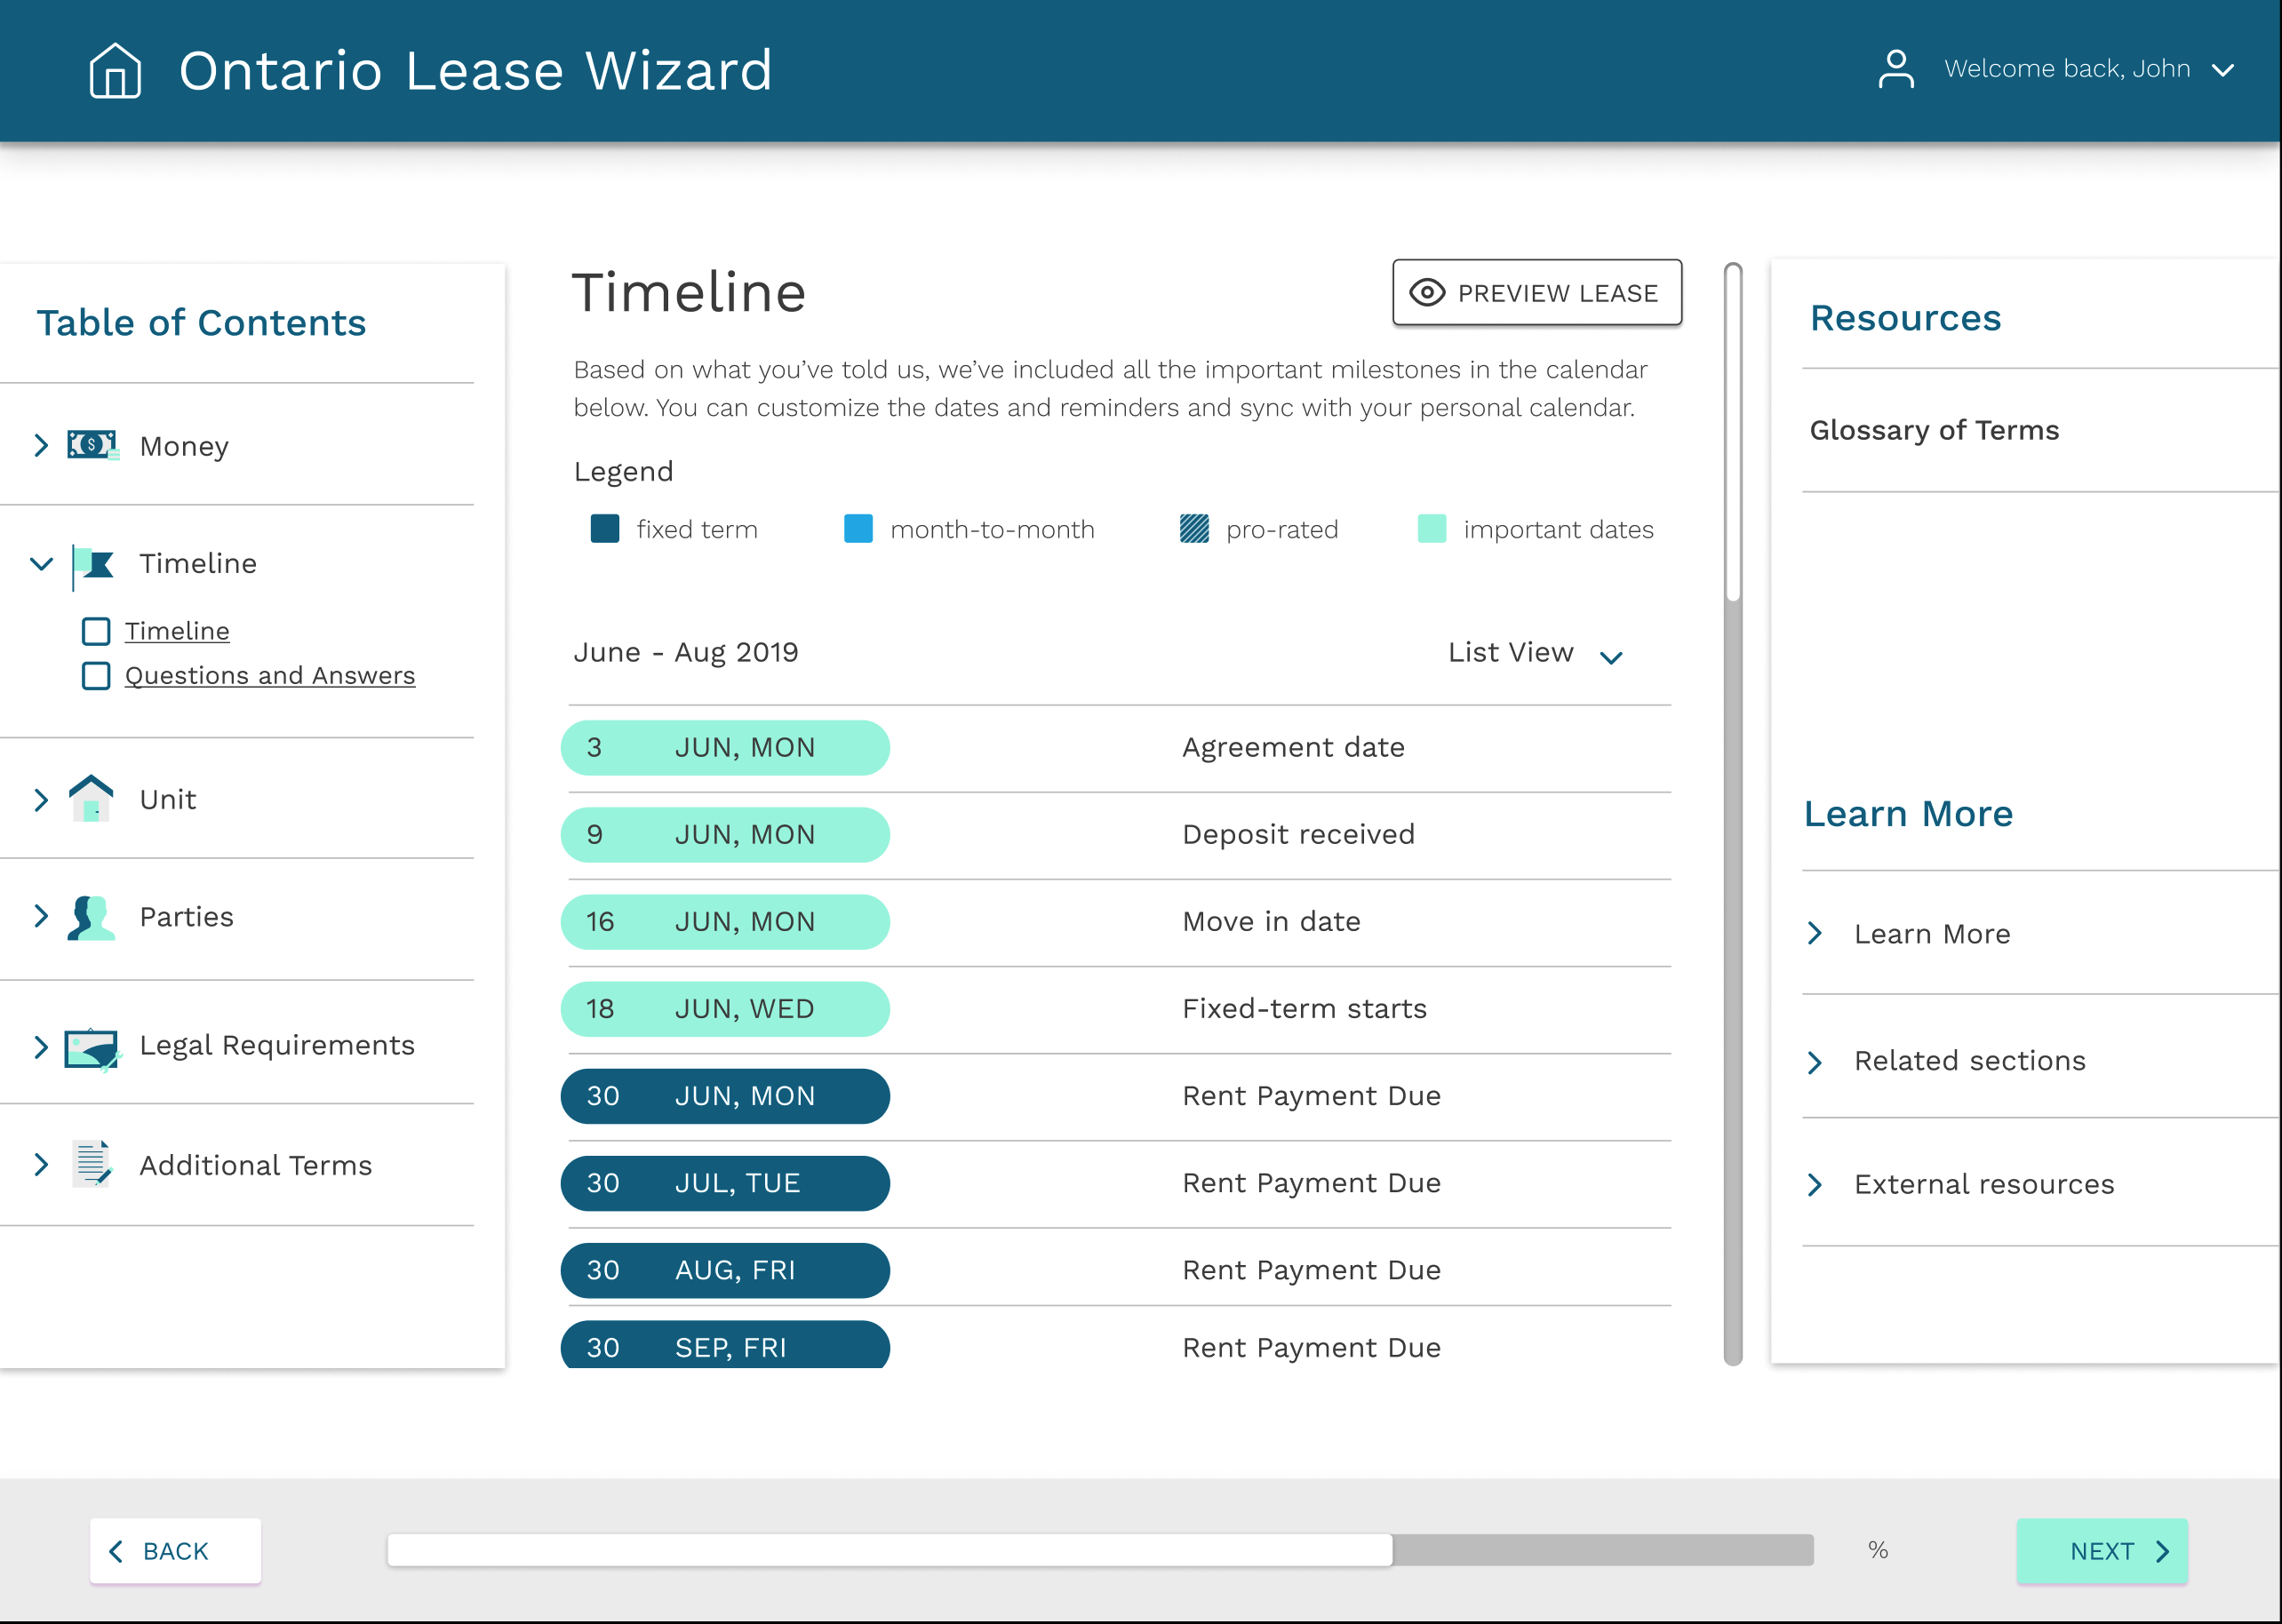 Ontario Lease Wizard
Welcome back, John
Table of Contents
Money
Timeline
Timeline
Questions and Answers
Unit
Parties
Legal Requirements
Additional Terms
Timeline
PREVIEW LEASE
Based on what you’ve told us, we’ve included all the important milestones in the calendar
below. You can customize the dates and reminders and sync with your personal calendar.
Legend
fixed term
month-to-month
pro-rated
important dates
June - Aug 2019
List View
3 JUN, MON Agreement date
9 JUN, MON Deposit received
16 JUN, MON Move in date
18 JUN, WED Fixed-term starts
30 JUN, MON Rent Payment Due
30 JUL, TUE Rent Payment Due
30 AUG, FRI Rent Payment Due
30 SEP, FRI Rent Payment Due
Resources
Glossary of Terms
Learn More
Learn More
Related sections
External resources
BACK
%
NEXT